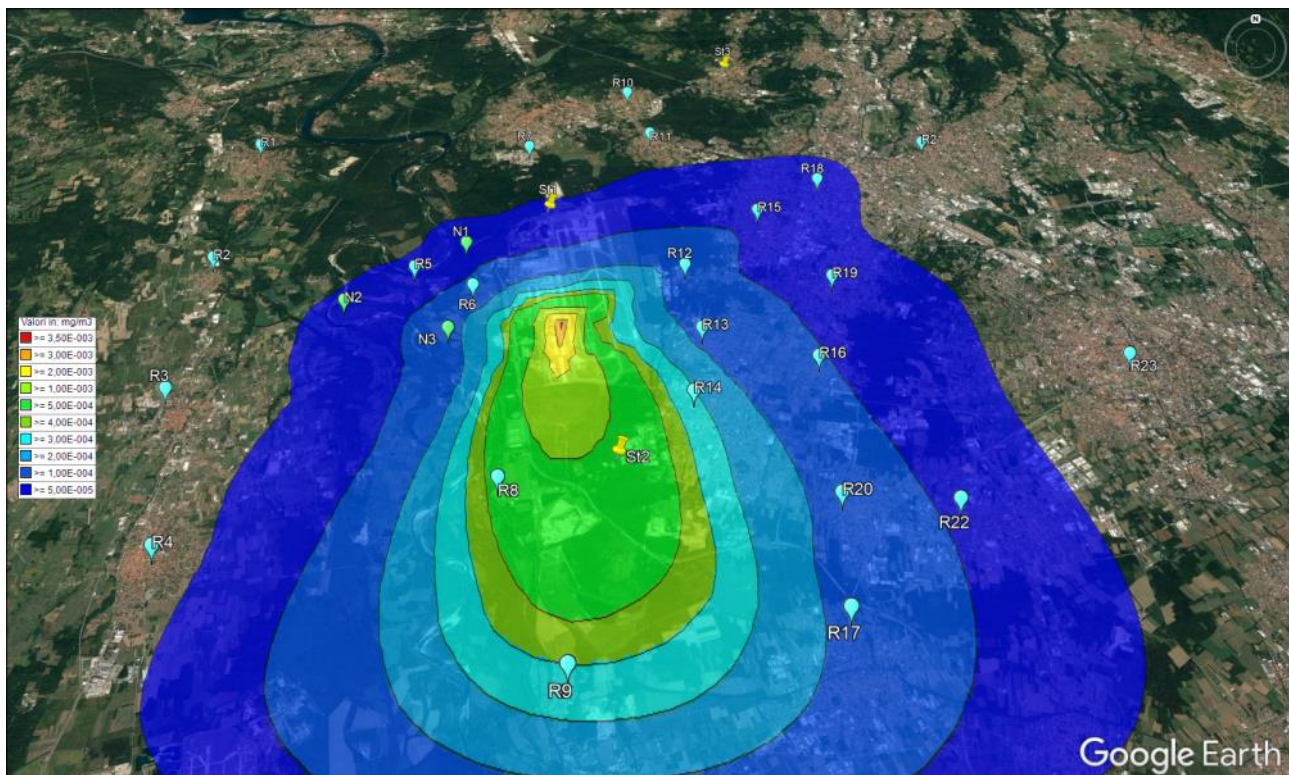 N
St3
R10
R11
R1
R7
R21
R18
St1
R15
N1
R2
R5
R12
R19
R6
N2
Valori in: mg/m3
>= 3,50E-003
>= 3,00E-003
>= 2,00E-003
>= 1,00E-003
>= 5,00E-004
>= 4,00E-004
>= 3,00E-004
>= 2,00E-004
>= 1,00E-004
>= 5,00E-005
N3
R13
R16
R23
R3
R14
St2
R8
R20
R22
R4
R17
R9
Google Earth